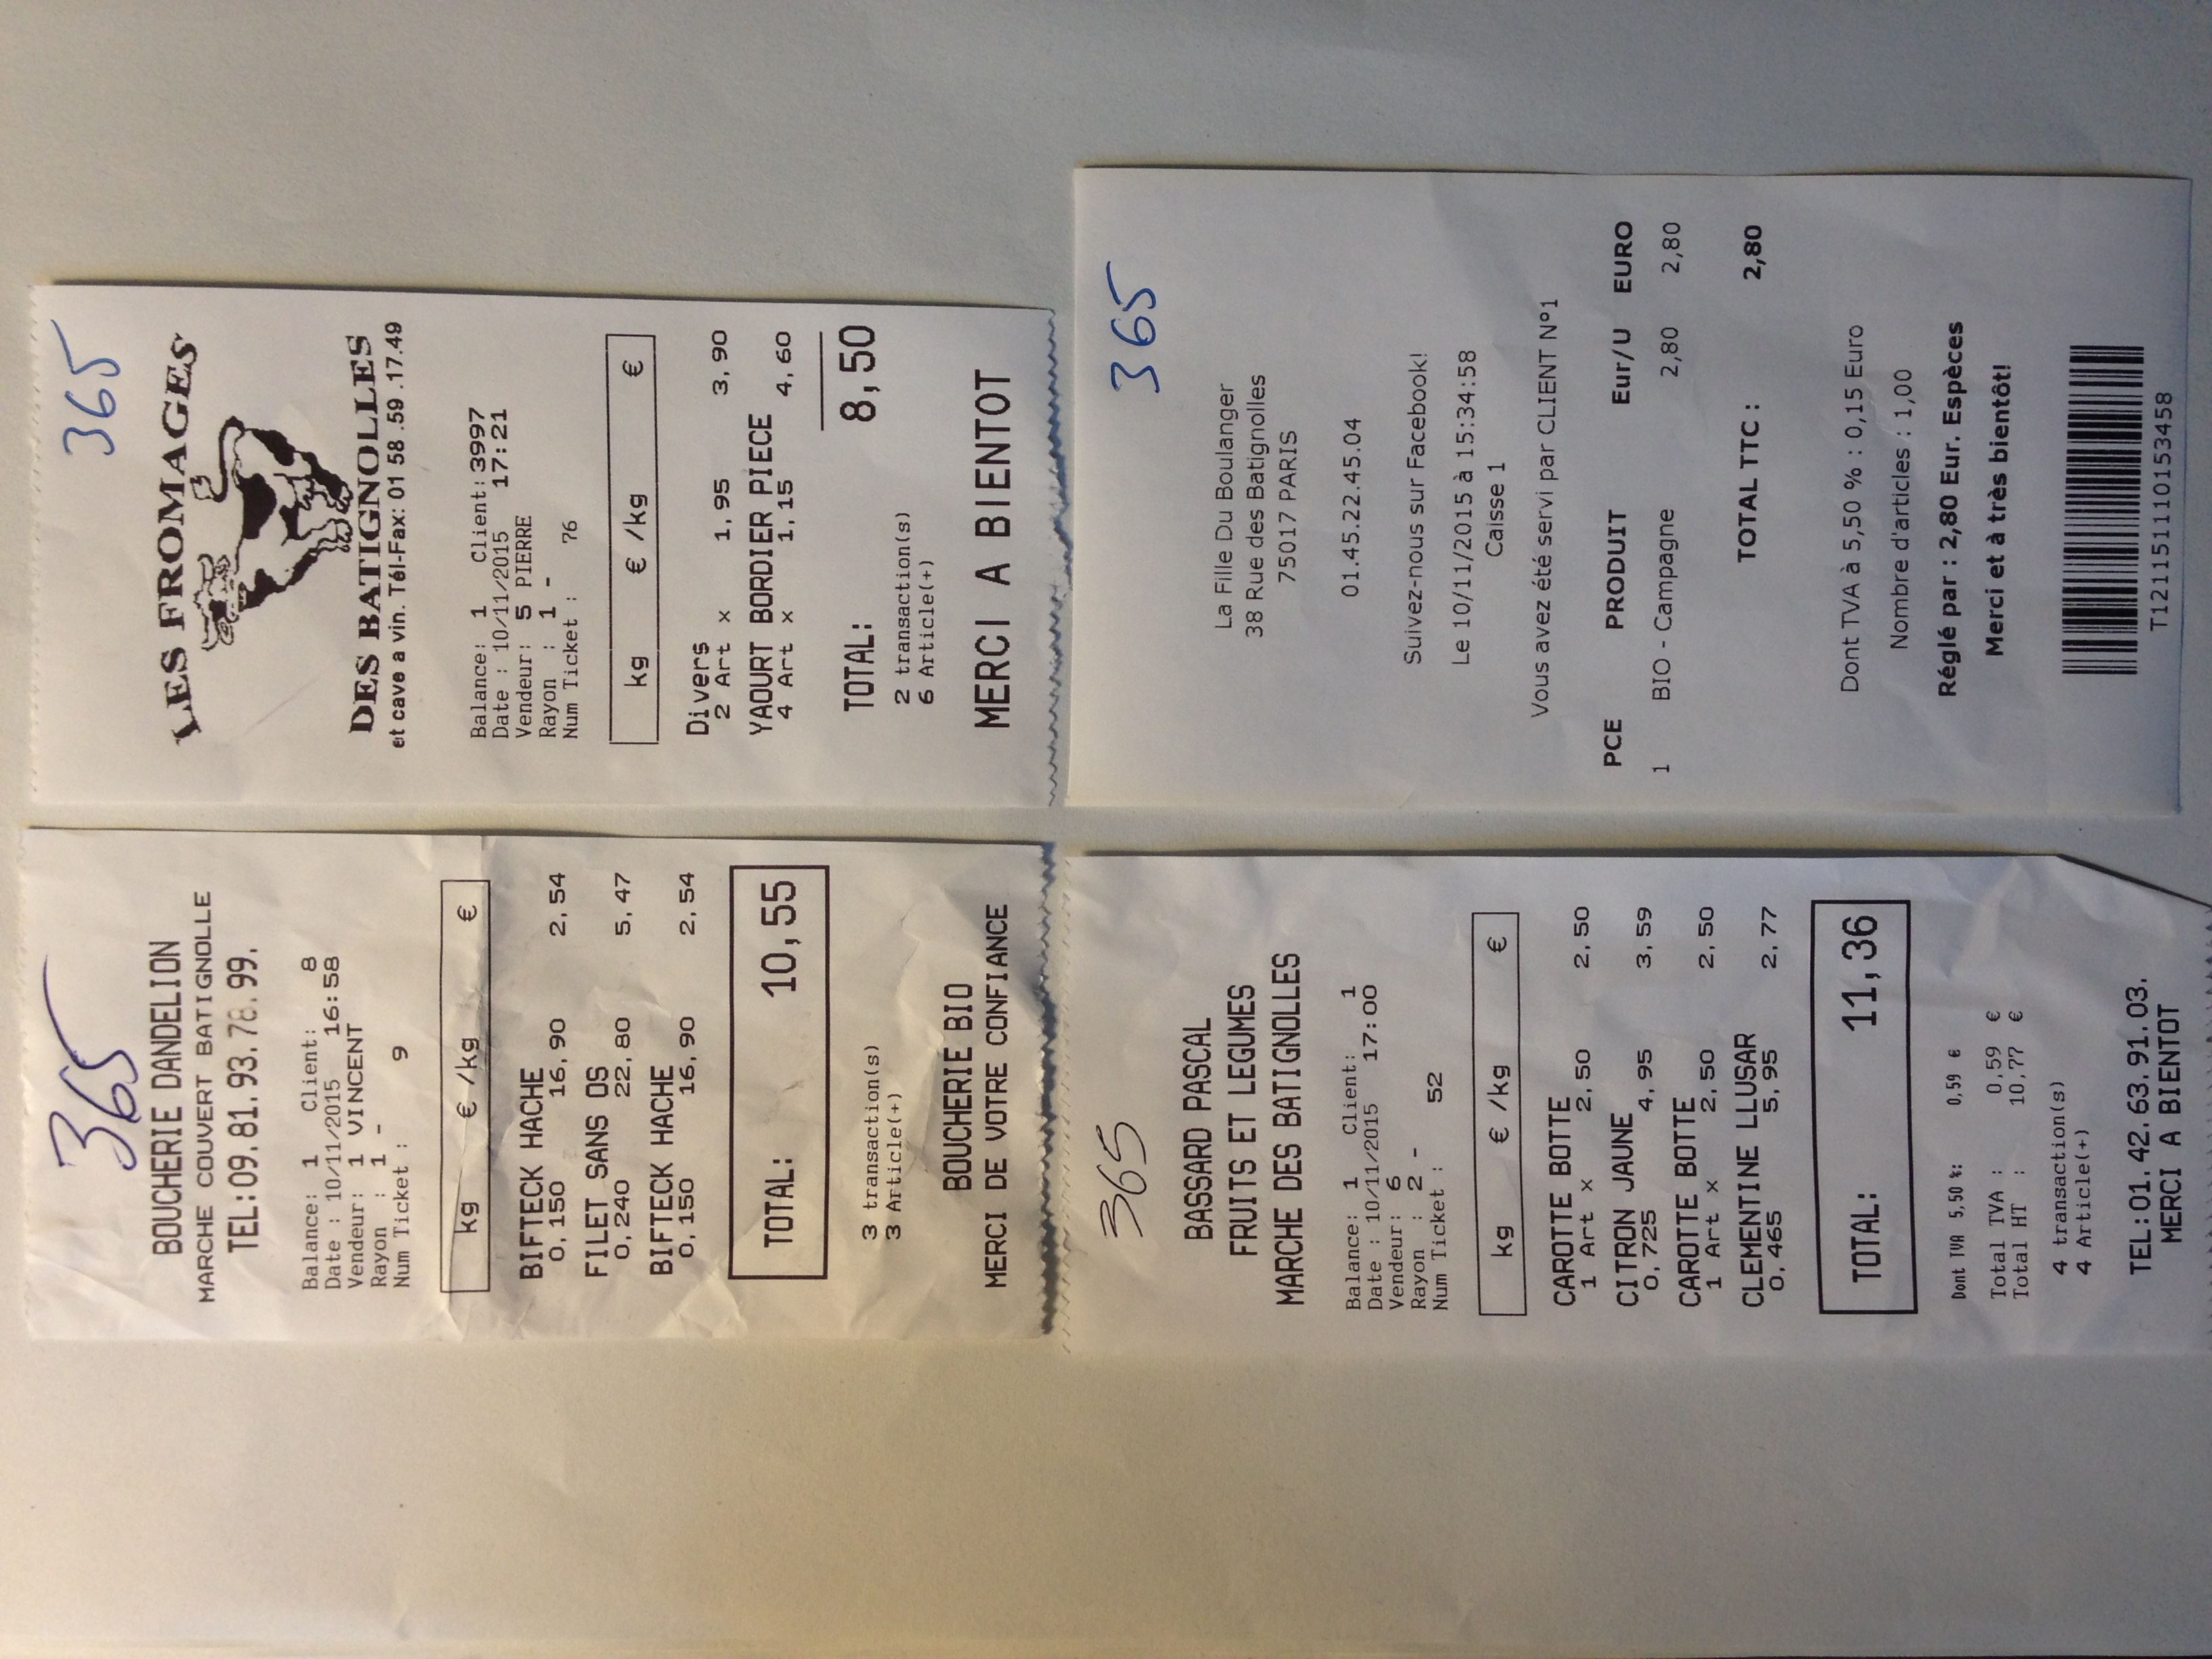 365
BOUCHERIE DANDELION
MARCHE COUVERT BATIGNOLLE
TEL:09.81.93.78.99.
Balance: 1 Client: 8
Date : 10/11/2015 16:58
Vendeur: 1 VINCENT
Rayon : 1 -
Num Ticket : 9
kg € /kg €
BIFTECK HACHE
0,150 16,90 2,54
FILET SANS OS
0,240 22,80 5,47
BIFTECK HACHE
0,150 16,90 2,54
TOTAL: 10,55
3 transaction(s)
3 Article(+)
BOUCHERIE BIO
MERCI DE VOTRE CONFIANCE
365
LES FROMAGES
DES BATIGNOLLES
et cave a vin. Tél-Fax: 01 58 .59 .17.49
Balance: 1 Client: 3997
Date : 10/11/2015 17:21
Vendeur: 5 PIERRE
Rayon : 1 -
Num Ticket : 76
kg € /kg €
Divers
2 Art x 1,95 3,90
YAOURT BORDIER PIECE
4 Art x 1,15 4,60
TOTAL: 8,50
2 transaction(s)
6 Article(+)
MERCI A BIENTOT
365
BASSARD PASCAL
FRUITS ET LEGUMES
MARCHE DES BATIGNOLLES
Balance: 1 Client: 1
Date : 10/11/2015 17:00
Vendeur: 6
Rayon : 2 -
Num Ticket : 52
kg € /kg €
CAROTTE BOTTE
1 Art x 2,50 2,50
CITRON JAUNE
0,725 4,95 3,59
CAROTTE BOTTE
1 Art x 2,50 2,50
CLEMENTINE LLUSAR
0,465 5,95 2,77
TOTAL: 11,36
Dont TVA 5,50 %: 0,59 €
Total TVA : 0,59 €
Total HT : 10,77 €
4 transaction(s)
4 Article(+)
TEL:01.42.63.91.03.
MERCI A BIENTOT
365
La Fille Du Boulanger
38 Rue des Batignolles
75017 PARIS
01.45.22.45.04
Suivez-nous sur Facebook!
Le 10/11/2015 à 15:34:58
Caisse 1
Vous avez été servi par CLIENT N°1
PCE PRODUIT Eur/U EURO
1 BIO - Campagne 2,80 2,80
TOTAL TTC : 2,80
Dont TVA à 5,50 % : 0,15 Euro
Nombre d'articles : 1,00
Réglé par : 2,80 Eur. Espèces
Merci et à très bientôt!
T121151110153458